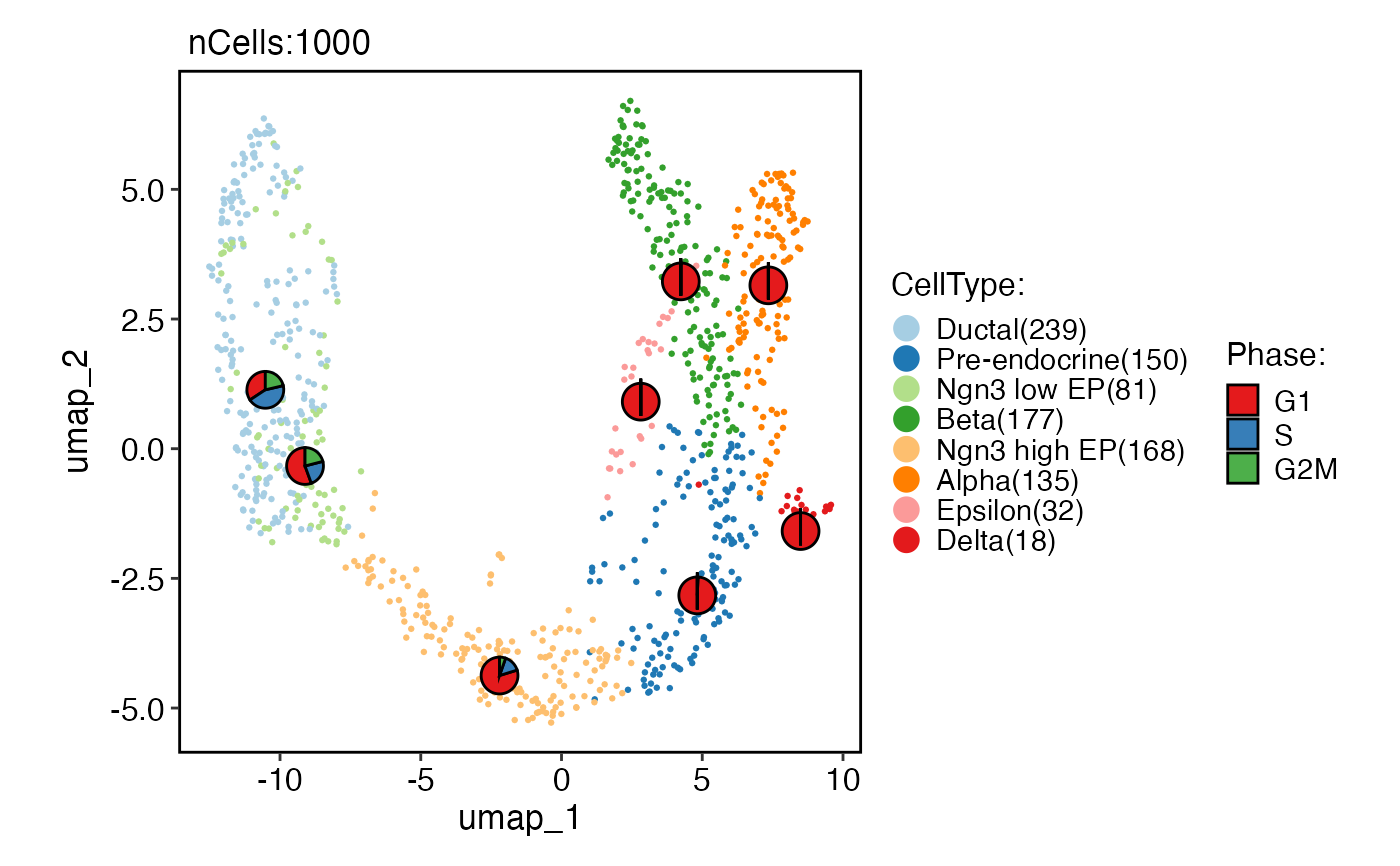 nCells:1000
5.0
2.5
0.0
-2.5
-5.0
umap_2
-10
-5
0
5
10
umap_1
CellType:
Ductal(239)
Pre-endocrine(150)
Ngn3 low EP(81)
Beta(177)
Ngn3 high EP(168)
Alpha(135)
Epsilon(32)
Delta(18)
Phase:
G1
S
G2M